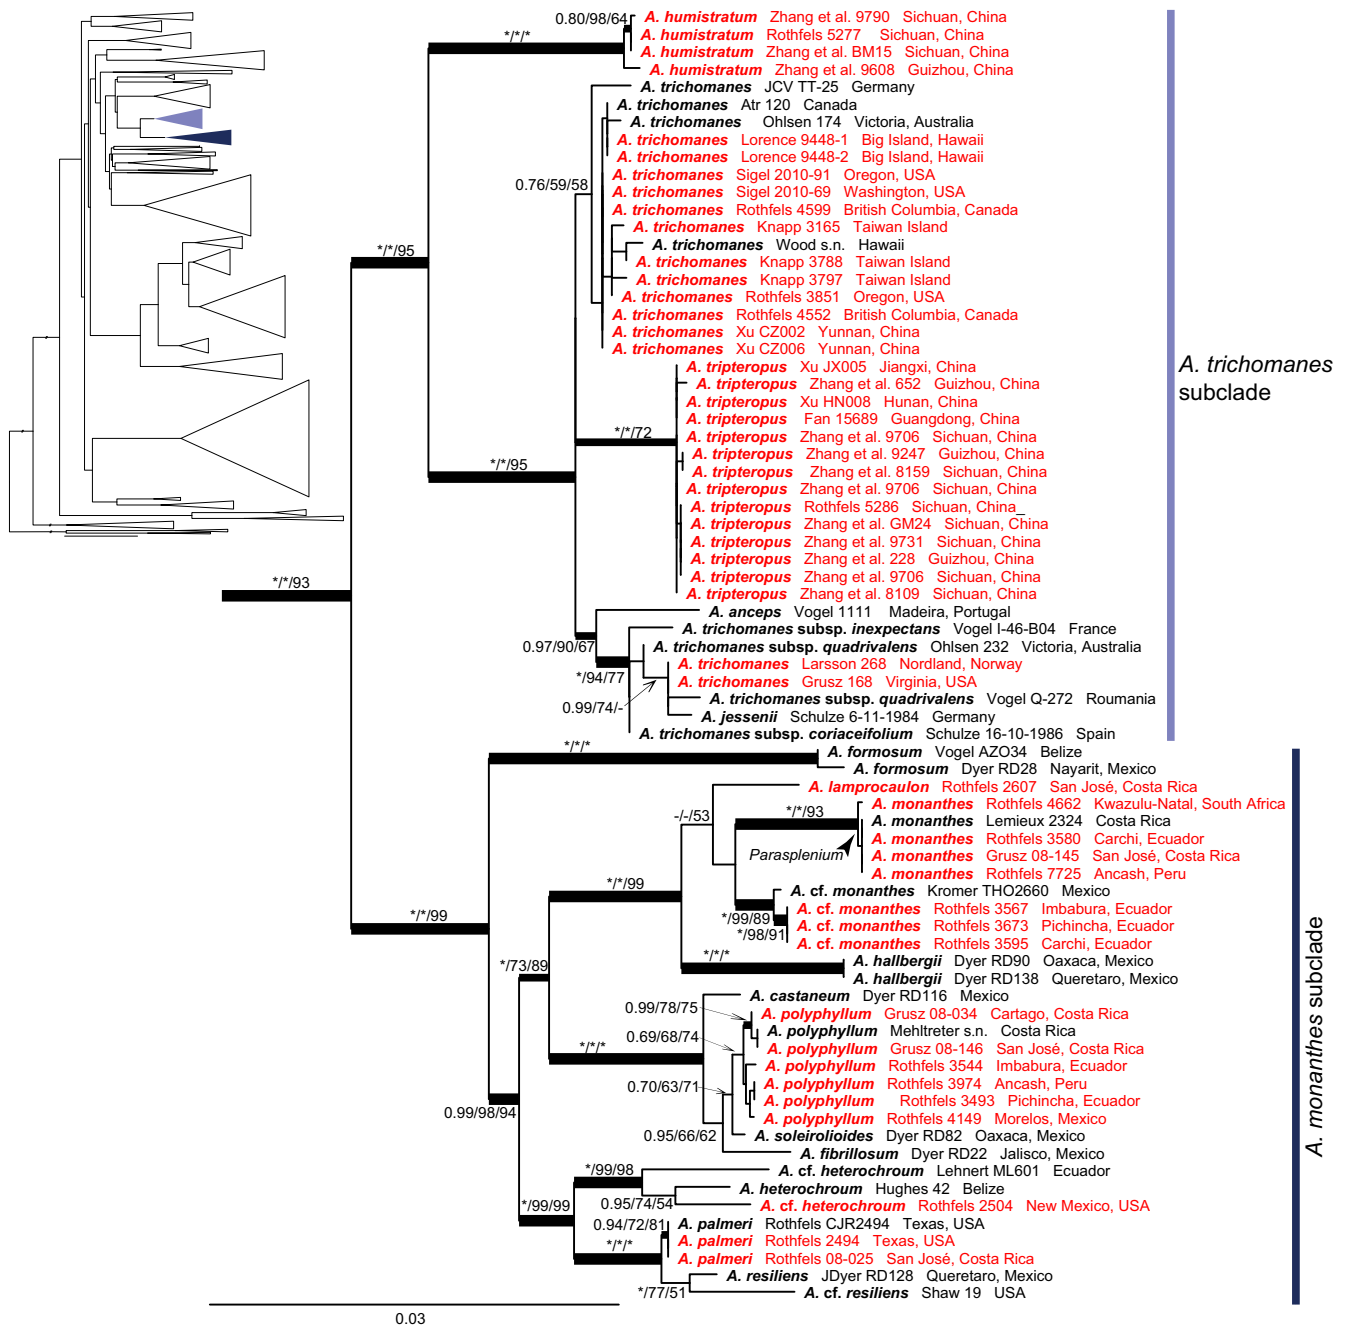 0.80/98/64
A. humistratum Zhang et al. 9790 Sichuan, China
A. humistratum Rothfels 5277 Sichuan, China
*/*/*
A. humistratum Zhang et al. BM15 Sichuan, China
A. humistratum Zhang et al. 9608 Guizhou, China
A. trichomanes JCV TT-25 Germany
A. trichomanes Atr 120 Canada
A. trichomanes Ohlsen 174 Victoria, Australia
A. trichomanes Lorence 9448-1 Big Island, Hawaii
A. trichomanes Lorence 9448-2 Big Island, Hawaii
A. trichomanes Sigel 2010-91 Oregon, USA
0.76/59/58
A. trichomanes Sigel 2010-69 Washington, USA
A. trichomanes Rothfels 4599 British Columbia, Canada
A. trichomanes Knapp 3165 Taiwan Island
A. trichomanes Wood s.n. Hawaii
*/*/95
A. trichomanes Knapp 3788 Taiwan Island
A. trichomanes Knapp 3797 Taiwan Island
A. trichomanes Rothfels 3851 Oregon, USA
A. trichomanes Rothfels 4552 British Columbia, Canada
A. trichomanes Xu CZ002 Yunnan, China
A. trichomanes Xu CZ006 Yunnan, China
A. tripteropus Xu JX005 Jiangxi, China
A. trichomanes
subclade
A. tripteropus Zhang et al. 652 Guizhou, China
A. tripteropus Xu HN008 Hunan, China
A. tripteropus Fan 15689 Guangdong, China
*/*/72
A. tripteropus Zhang et al. 9706 Sichuan, China
A. tripteropus Zhang et al. 9247 Guizhou, China
*/*/95
A. tripteropus Zhang et al. 8159 Sichuan, China
A. tripteropus Zhang et al. 9706 Sichuan, China
A. tripteropus Rothfels 5286 Sichuan, China_
A. tripteropus Zhang et al. GM24 Sichuan, China
A. tripteropus Zhang et al. 9731 Sichuan, China
A. tripteropus Zhang et al. 228 Guizhou, China
A. tripteropus Zhang et al. 9706 Sichuan, China
*/*/93
A. tripteropus Zhang et al. 8109 Sichuan, China
A. anceps Vogel 1111 Madeira, Portugal
A. trichomanes subsp. inexpectans Vogel I-46-B04 France
0.97/90/67
A. trichomanes subsp. quadrivalens Ohlsen 232 Victoria, Australia
A. trichomanes Larsson 268 Nordland, Norway
*/94/77
A. trichomanes Grusz 168 Virginia, USA
A. trichomanes subsp. quadrivalens Vogel Q-272 Roumania
0.99/74/-
A. jessenii Schulze 6-11-1984 Germany
A. trichomanes subsp. coriaceifolium Schulze 16-10-1986 Spain
*/*/*
A. formosum Vogel AZO34 Belize
A. formosum Dyer RD28 Nayarit, Mexico
A. lamprocaulon Rothfels 2607 San José, Costa Rica
A. monanthes Rothfels 4662 Kwazulu-Natal, South Africa
*/*/93
-/-/53
A. monanthes Lemieux 2324 Costa Rica
A. monanthes Rothfels 3580 Carchi, Ecuador
Parasplenium
A. monanthes Grusz 08-145 San José, Costa Rica
A. monanthes Rothfels 7725 Ancash, Peru
*/*/99
A. cf. monanthes Kromer THO2660 Mexico
A. cf. monanthes Rothfels 3567 Imbabura, Ecuador
*/*/99
*/99/89
A. cf. monanthes Rothfels 3673 Pichincha, Ecuador
*/98/91
A. cf. monanthes Rothfels 3595 Carchi, Ecuador
*/*/*
A. hallbergii Dyer RD90 Oaxaca, Mexico
*/73/89
A. hallbergii Dyer RD138 Queretaro, Mexico
A. castaneum Dyer RD116 Mexico
0.99/78/75
A. polyphyllum Grusz 08-034 Cartago, Costa Rica
A. polyphyllum Mehltreter s.n. Costa Rica
0.69/68/74
*/*/*
A. polyphyllum Grusz 08-146 San José, Costa Rica
A. monanthes subclade
A. polyphyllum Rothfels 3544 Imbabura, Ecuador
A. polyphyllum Rothfels 3974 Ancash, Peru
0.70/63/71
A. polyphyllum Rothfels 3493 Pichincha, Ecuador
0.99/98/94
A. polyphyllum Rothfels 4149 Morelos, Mexico
0.95/66/62
A. soleirolioides Dyer RD82 Oaxaca, Mexico
A. fibrillosum Dyer RD22 Jalisco, Mexico
*/99/98
A. cf. heterochroum Lehnert ML601 Ecuador
A. heterochroum Hughes 42 Belize
*/99/99
0.95/74/54
A. cf. heterochroum Rothfels 2504 New Mexico, USA
0.94/72/81
A. palmeri Rothfels CJR2494 Texas, USA
*/*/*
A. palmeri Rothfels 2494 Texas, USA
A. palmeri Rothfels 08-025 San José, Costa Rica
A. resiliens JDyer RD128 Queretaro, Mexico
*/77/51
A. cf. resiliens Shaw 19 USA
0.03